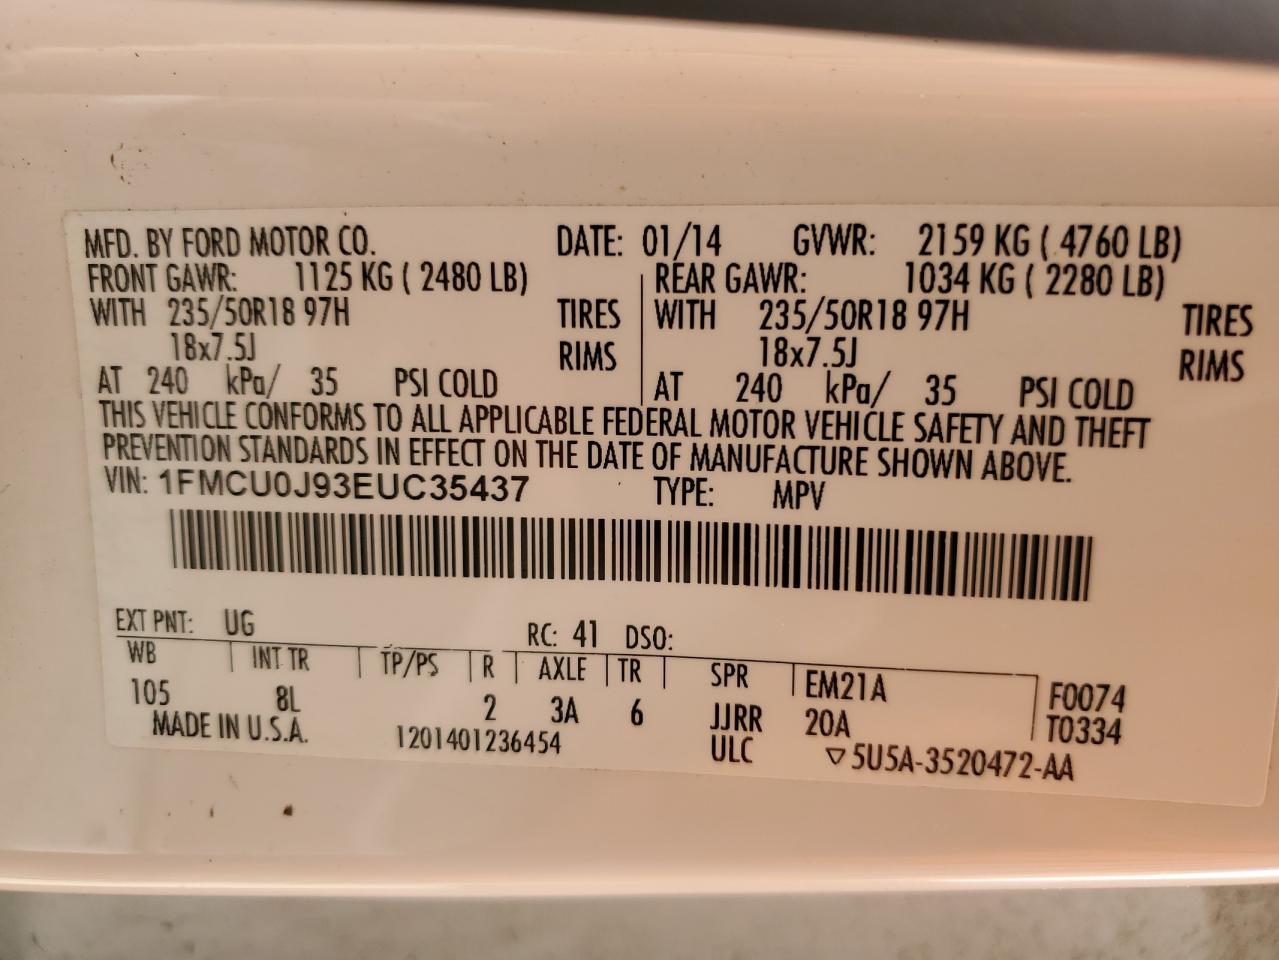 MFD. BY FORD MOTOR CO. DATE: 01/14 GVWR: 2159 KG ( 4760 LB)
FRONT GAWR: 1125 KG ( 2480 LB) REAR GAWR: 1034 KG ( 2280 LB)
WITH 235/50R18 97H TIRES WITH 235/50R18 97H TIRES
18x7.5J RIMS 18x7.5J RIMS
AT 240 kPa/ 35 PSI COLD AT 240 kPa/ 35 PSI COLD
THIS VEHICLE CONFORMS TO ALL APPLICABLE FEDERAL MOTOR VEHICLE SAFETY AND THEFT
PREVENTION STANDARDS IN EFFECT ON THE DATE OF MANUFACTURE SHOWN ABOVE.
VIN: 1FMCU0J93EUC35437 TYPE: MPV
EXT PNT: UG RC: 41 DSO:
WB INT TR TP/PS R AXLE TR SPR EM21A F0074
105 8L 2 3A 6 JJRR 20A T0334
MADE IN U.S.A. 1201401236454 ULC ▽5U5A-3520472-AA